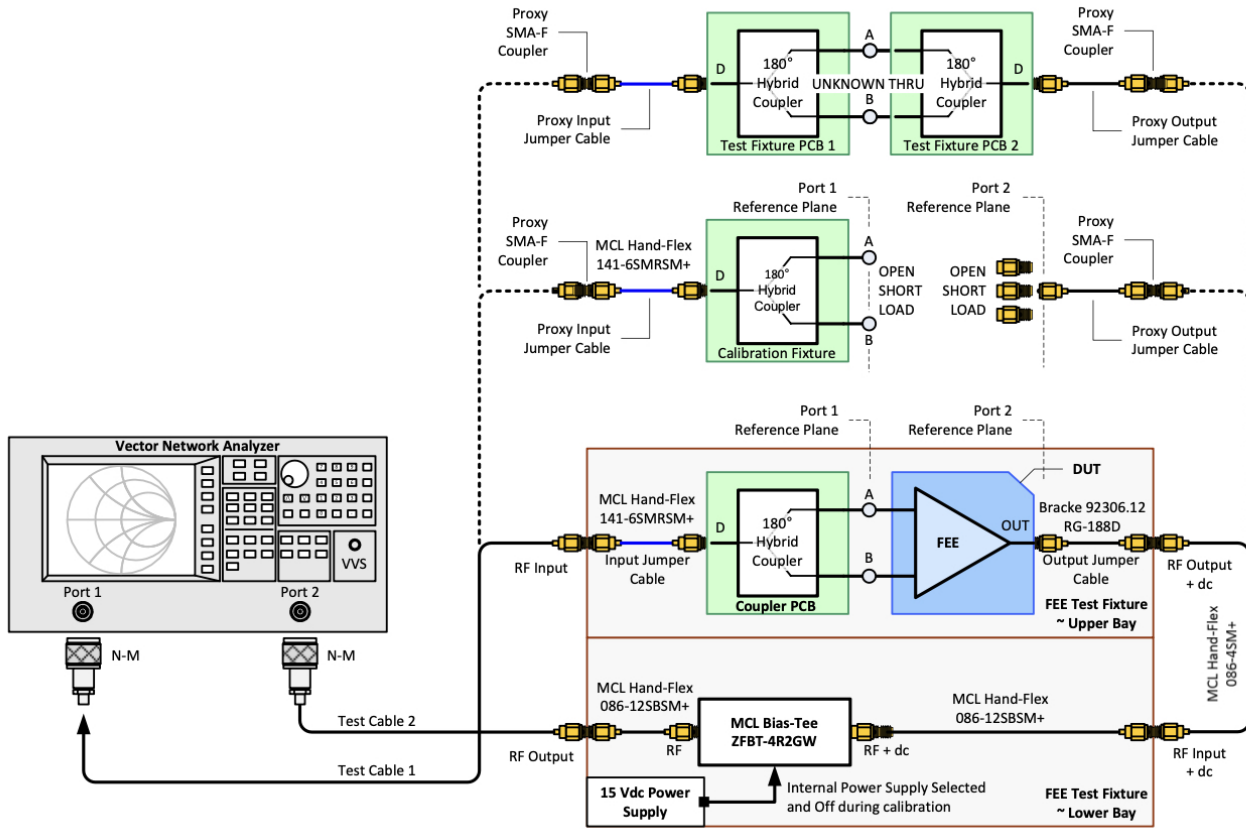 Proxy
SMA-F
Coupler
Proxy Input
Jumper Cable
D
180°
Hybrid
Coupler
Test Fixture PCB 1
A
UNKNOWN THRU
B
180°
Hybrid
Coupler
D
Test Fixture PCB 2
Proxy
SMA-F
Coupler
Proxy Output
Jumper Cable
Port 1
Reference Plane
Port 2
Reference Plane
Proxy
SMA-F
Coupler
MCL Hand-Flex
141-6SMRSM+
Proxy Input
Jumper Cable
D
180°
Hybrid
Coupler
Calibration Fixture
A
B
OPEN
SHORT
LOAD
OPEN
SHORT
LOAD
Proxy
SMA-F
Coupler
Proxy Output
Jumper Cable
Vector Network Analyzer
VVS
Port 1
Port 2
N-M
N-M
Test Cable 2
Test Cable 1
Port 1
Reference Plane
Port 2
Reference Plane
RF Input
MCL Hand-Flex
141-6SMRSM+
Input Jumper
Cable
D
180°
Hybrid
Coupler
Coupler PCB
A
B
FEE
OUT
DUT
Bracke 92306.12
RG-188D
Output Jumper
Cable
FEE Test Fixture
~ Upper Bay
RF Output
+ dc
MCL Hand-Flex
086-4SM+
RF Output
MCL Hand-Flex
086-12SBSM+
RF
MCL Bias-Tee
ZFBT-4R2GW
RF + dc
MCL Hand-Flex
086-12SBSM+
RF Input
+ dc
15 Vdc Power
Supply
Internal Power Supply Selected
and Off during calibration
FEE Test Fixture
~ Lower Bay